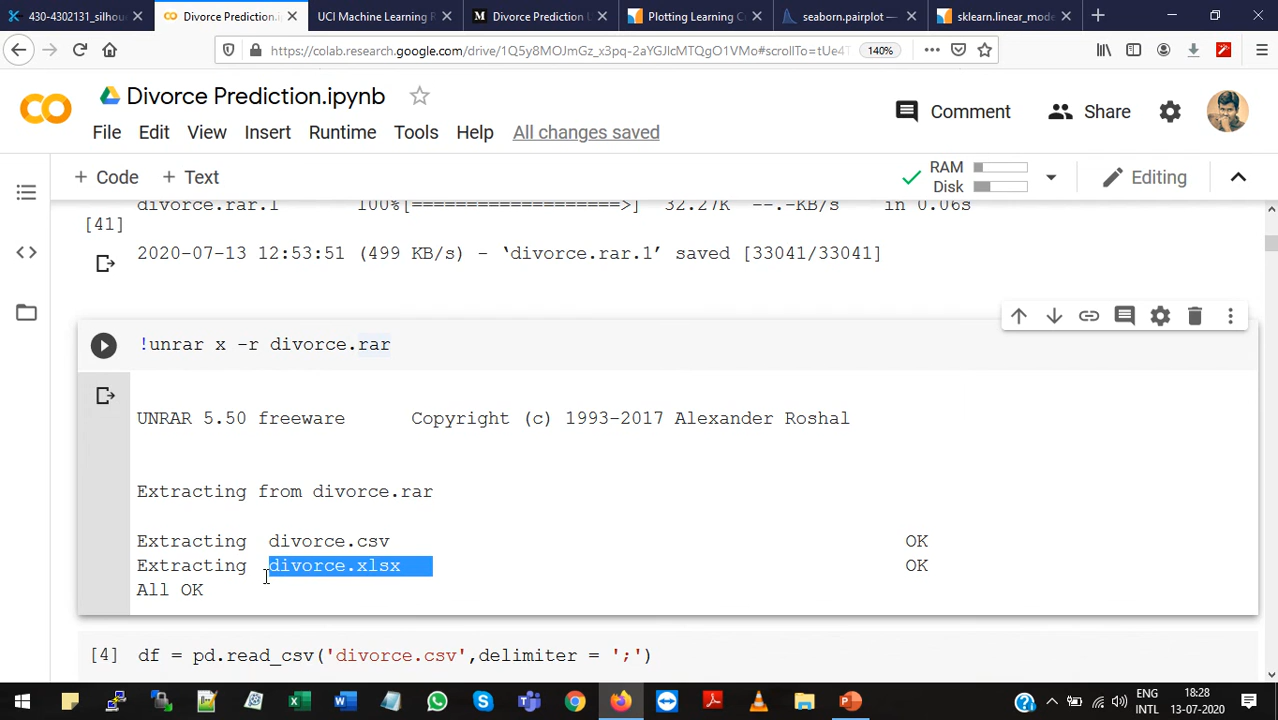 430-4302131_silhou
Divorce Prediction.i
UCI Machine Learning R
Divorce Prediction U
Plotting Learning C
seaborn.pairplot —
sklearn.linear_mode
https://colab.research.google.com/drive/1Q5y8MOJmGz_x3pq-2aYGJlcMTQgO1VMo#scrollTo=tUe4T
140%
Divorce Prediction.ipynb
Comment
Share
File Edit View Insert Runtime Tools Help All changes saved
+ Code + Text
RAM
Disk
Editing
divorce.rar.1 100%[===================>] 32.27K --.-KB/s in 0.06s
[41]
2020-07-13 12:53:51 (499 KB/s) - ‘divorce.rar.1’ saved [33041/33041]
!unrar x -r divorce.rar
UNRAR 5.50 freeware Copyright (c) 1993-2017 Alexander Roshal
Extracting from divorce.rar
Extracting divorce.csv OK
Extracting divorce.xlsx OK
All OK
[4] df = pd.read_csv('divorce.csv',delimiter = ';')
ENG
INTL
18:28
13-07-2020